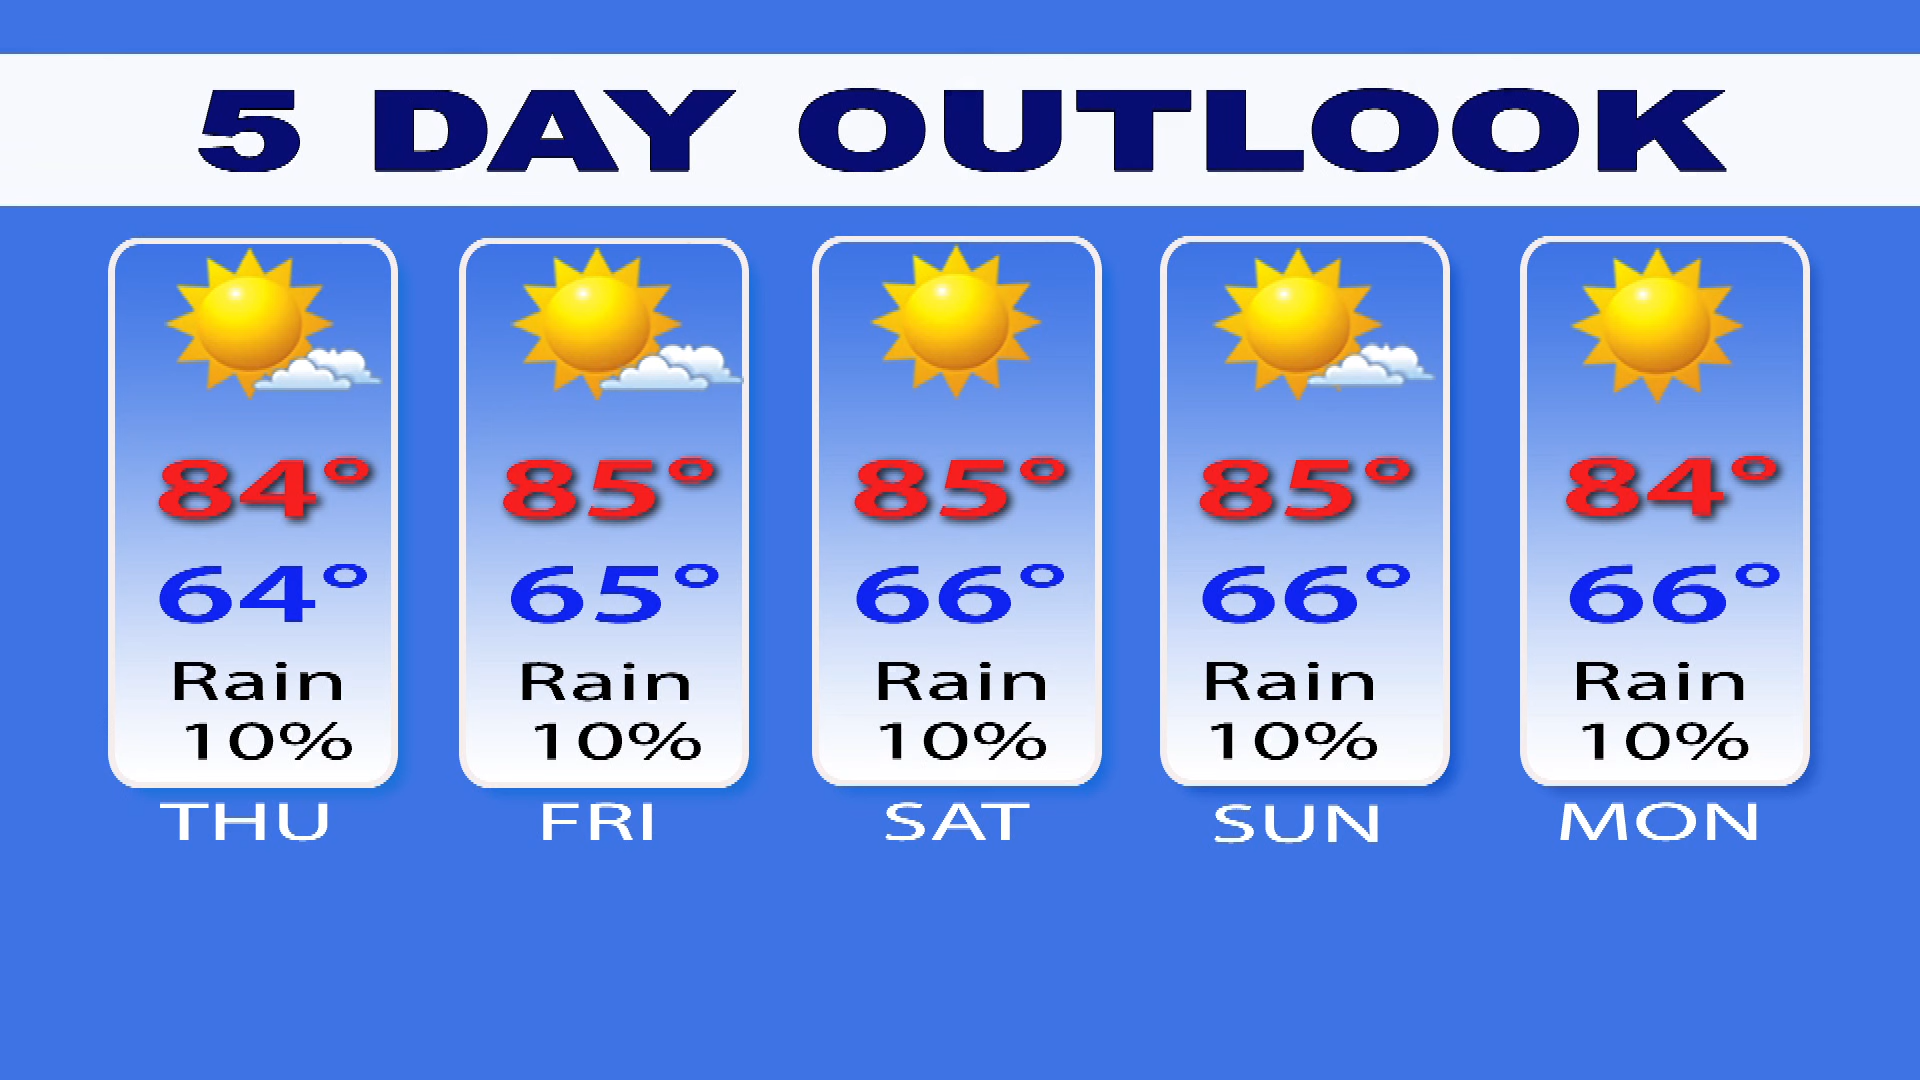 5 DAY OUTLOOK
84°
64°
Rain
10%
THU
85°
65°
Rain
10%
FRI
85°
66°
Rain
10%
SAT
85°
66°
Rain
10%
SUN
84°
66°
Rain
10%
MON